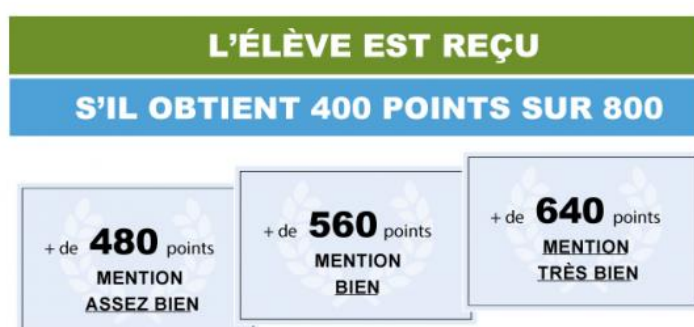 L'ÉLÈVE EST REÇU
S'IL OBTIENT 400 POINTS SUR 800
+ de 480 points
MENTION
ASSEZ BIEN
+ de 560 points
MENTION
BIEN
+ de 640 points
MENTION
TRÈS BIEN